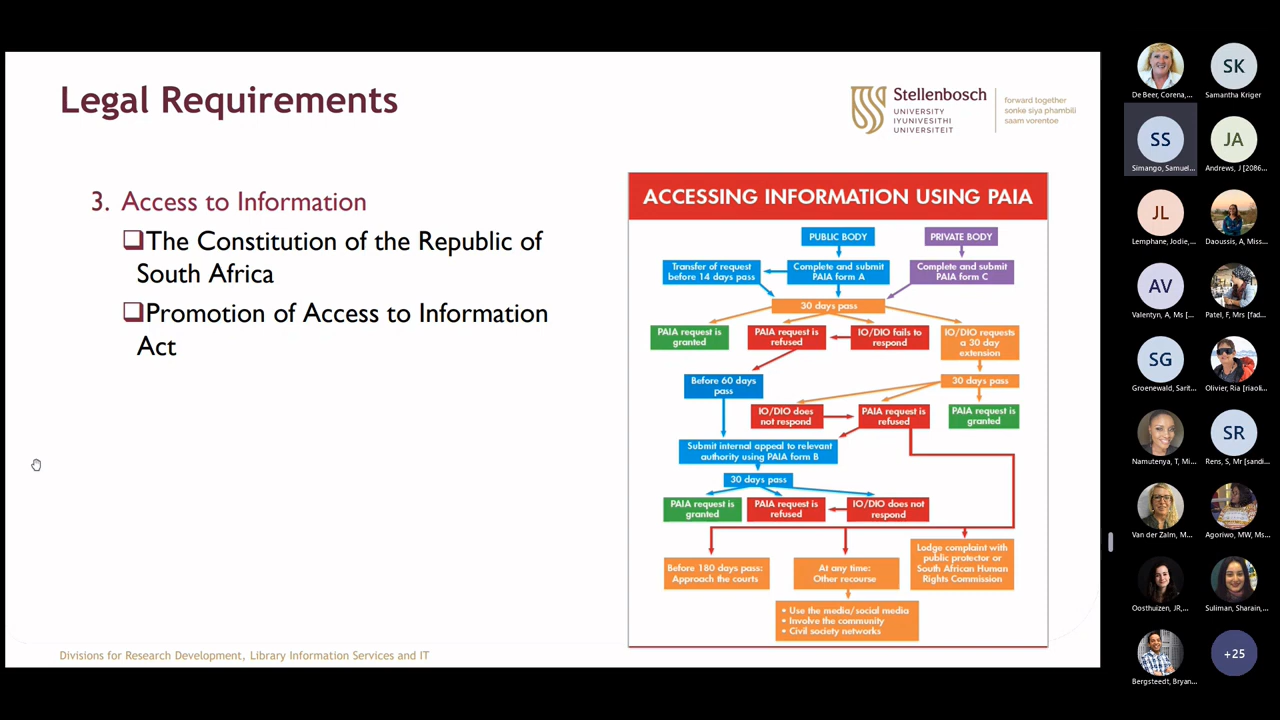 Legal Requirements
Stellenbosch
UNIVERSITY
IYUNIVESITHI
UNIVERSITEIT
forward together
sonke siya phambili
saam vorentoe
3. Access to Information
The Constitution of the Republic of
South Africa
Promotion of Access to Information
Act
ACCESSING INFORMATION USING PAIA
PUBLIC BODY
PRIVATE BODY
Transfer of request
before 14 days pass
Complete and submit
PAIA form A
Complete and submit
PAIA form C
30 days pass
PAIA request is
granted
PAIA request is
refused
IO/DIO fails to
respond
IO/DIO requests
a 30 day
extension
Before 60 days
pass
30 days pass
IO/DIO does
not respond
PAIA request is
refused
PAIA request is
granted
Submit internal appeal to relevant
authority using PAIA form B
30 days pass
PAIA request is
granted
PAIA request is
refused
IO/DIO does not
respond
Before 180 days pass:
Approach the courts
At any time:
Other recourse
Lodge complaint with
public protector or
South African Human
Rights Commission
• Use the media/social media
• Involve the community
• Civil society networks
Divisions for Research Development, Library Information Services and IT
De Beer, Corena,...
SK
Samantha Kriger
SS
Simango, Samuel...
JA
Andrews, J [2086...
JL
Lemphane, Jodie,...
Daoussis, A, Miss...
AV
Valentyn, A, Ms [...
Patel, F, Mrs [fad...
SG
Groenewald, Sarit...
Olivier, Ria [riaoli...
Namutenya, T, Mi...
SR
Rens, S, Mr [sandi...
Van der Zalm, M...
Agoriwo, MW, Ms...
Oosthuizen, JR,...
Suliman, Sharain,...
Bergsteedt, Bryan...
+25